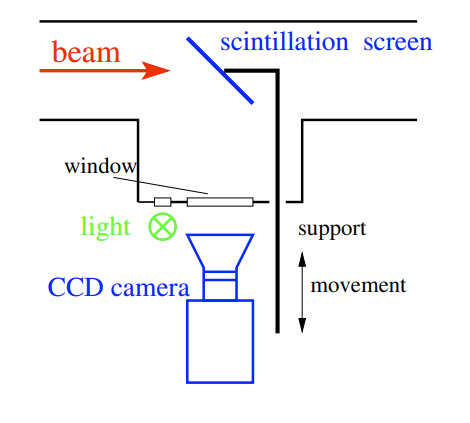 scintillation screen
beam
window
light
support
CCD camera
movement